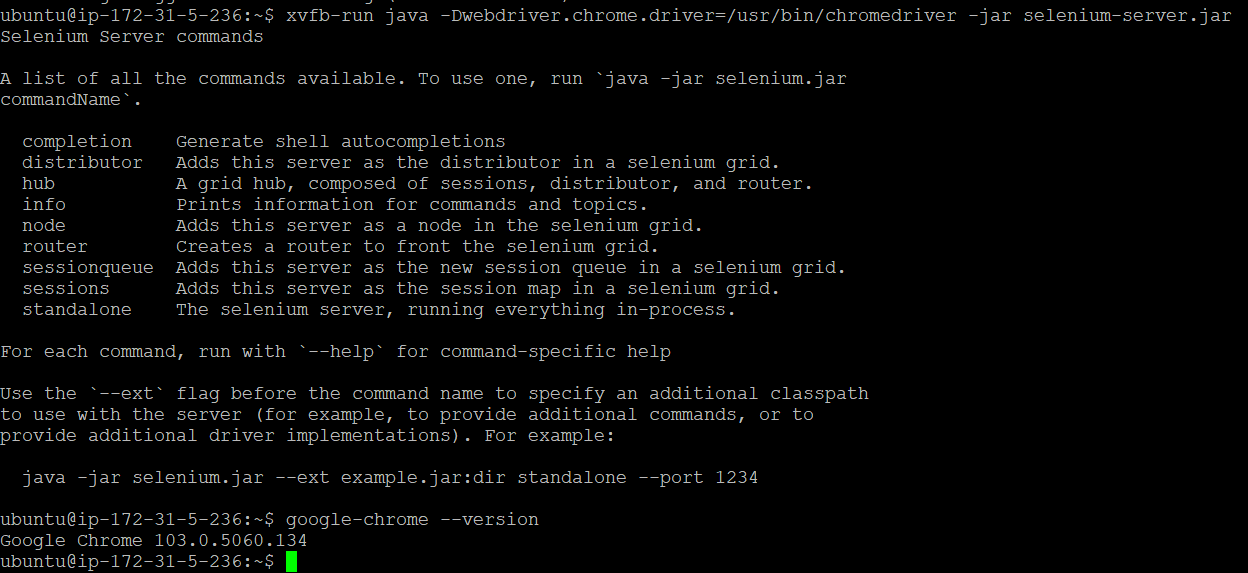 ubuntu@ip-172-31-5-236:~$ xvfb-run java -Dwebdriver.chrome.driver=/usr/bin/chromedriver -jar selenium-server.jar
Selenium Server commands
A list of all the commands available. To use one, run `java -jar selenium.jar
commandName`.
completion    Generate shell autocompletions
distributor   Adds this server as the distributor in a selenium grid.
hub           A grid hub, composed of sessions, distributor, and router.
info          Prints information for commands and topics.
node          Adds this server as a node in the selenium grid.
router        Creates a router to front the selenium grid.
sessionqueue  Adds this server as the new session queue in a selenium grid.
sessions      Adds this server as the session map in a selenium grid.
standalone    The selenium server, running everything in-process.
For each command, run with `--help` for command-specific help
Use the `--ext` flag before the command name to specify an additional classpath
to use with the server (for example, to provide additional commands, or to
provide additional driver implementations). For example:
java -jar selenium.jar --ext example.jar:dir standalone --port 1234
ubuntu@ip-172-31-5-236:~$ google-chrome --version
Google Chrome 103.0.5060.134
ubuntu@ip-172-31-5-236:~$